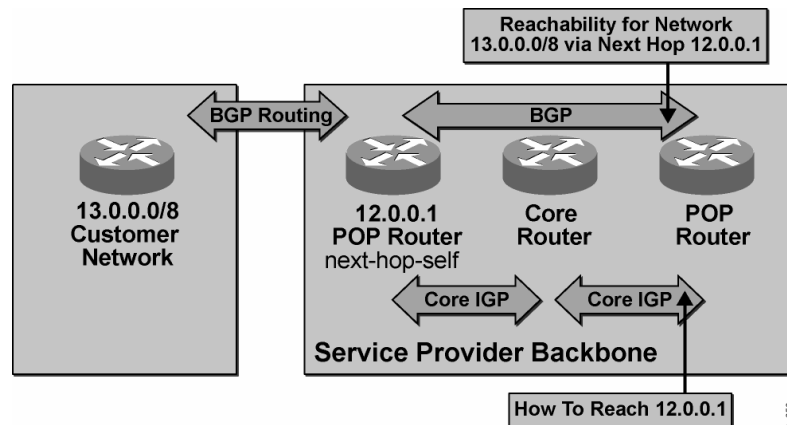 Reachability for Network
13.0.0.0/8 via Next Hop 12.0.0.1
BGP Routing
BGP
13.0.0.0/8
Customer
Network
12.0.0.1
POP Router
next-hop-self
Core
Router
POP
Router
Core IGP
Core IGP
Service Provider Backbone
How To Reach 12.0.0.1